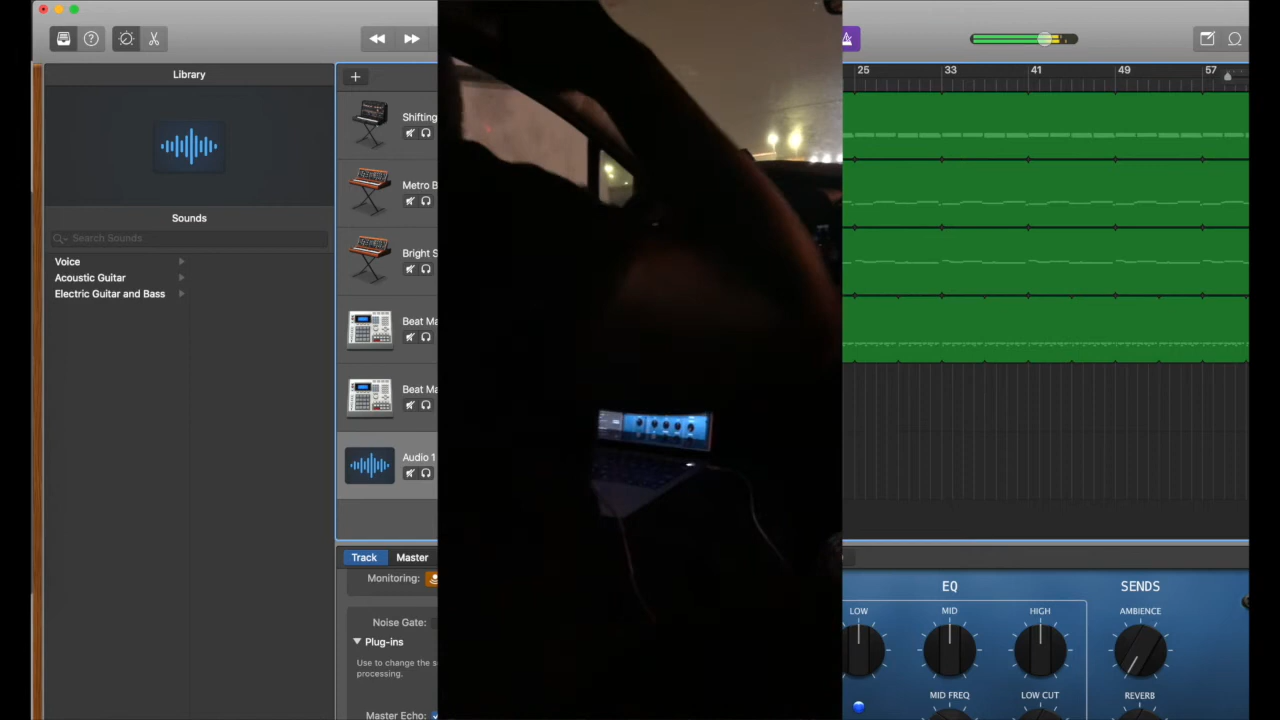 Library
Sounds
Search Sounds
Voice
Acoustic Guitar
Electric Guitar and Bass
Shifting
Metro B
Bright S
Beat Ma
Beat Ma
Audio 1
25 33 41 49 57
Track Master
Monitoring:
Noise Gate:
Plug-ins
Use to change the s
processing.
Master Echo:
EQ SENDS
LOW MID HIGH AMBIENCE
MID FREQ LOW CUT REVERB